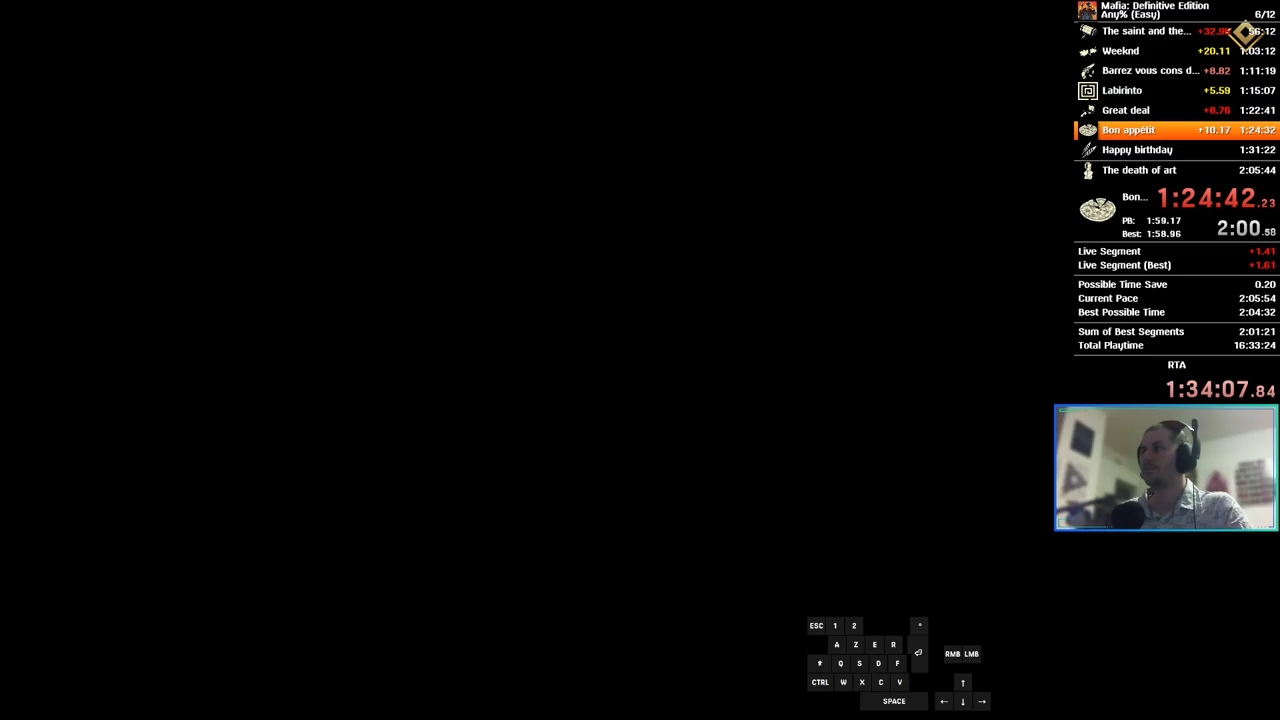 Mafia: Definitive Edition
Any% (Easy) 6/12
The saint and the... 56:12
Weeknd +20.11 1:03:12
Barrez vous cons d... +8.82 1:11:19
Labirinto +5.59 1:15:07
Great deal +8.76 1:22:41
Bon appétit +10.17 1:24:32
Happy birthday 1:31:22
The death of art 2:05:44
Bon... 1:24:42.23
PB: 1:59.17
Best: 1:58.96
2:00.58
Live Segment +1.41
Live Segment (Best) +1.61
Possible Time Save 0.20
Current Pace 2:05:54
Best Possible Time 2:04:32
Sum of Best Segments 2:01:21
Total Playtime 16:33:24
RTA
1:34:07.84
ESC 1 2 °
A Z E R
RMB LMB
Q S D F
CTRL W X C V
SPACE